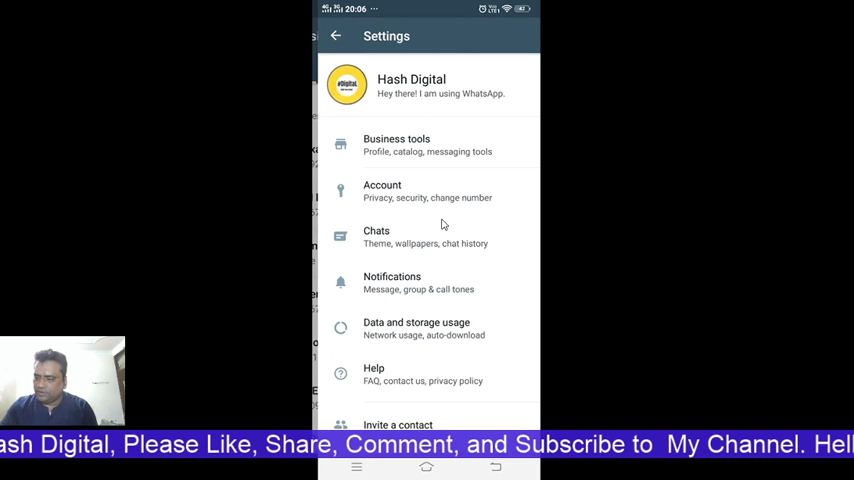 20:06 ...
42
Settings
#DigitaL
Hash Digital
Hey there! I am using WhatsApp.
Business tools
Profile, catalog, messaging tools
Account
Privacy, security, change number
Chats
Theme, wallpapers, chat history
Notifications
Message, group & call tones
Data and storage usage
Network usage, auto-download
Help
FAQ, contact us, privacy policy
Invite a contact
ash Digital, Please Like, Share, Comment, and Subscribe to My Channel. Hell